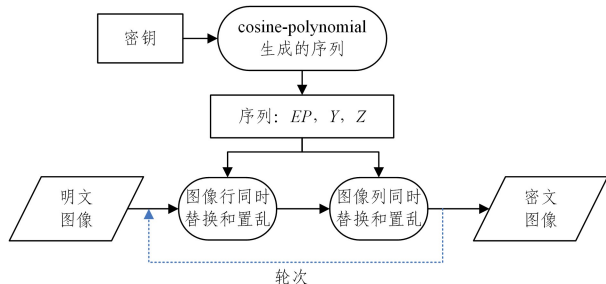 密钥
cosine-polynomial
生成的序列
序列：EP，Y，Z
明文
图像
图像行同时
替换和置乱
图像列同时
替换和置乱
密文
图像
轮次